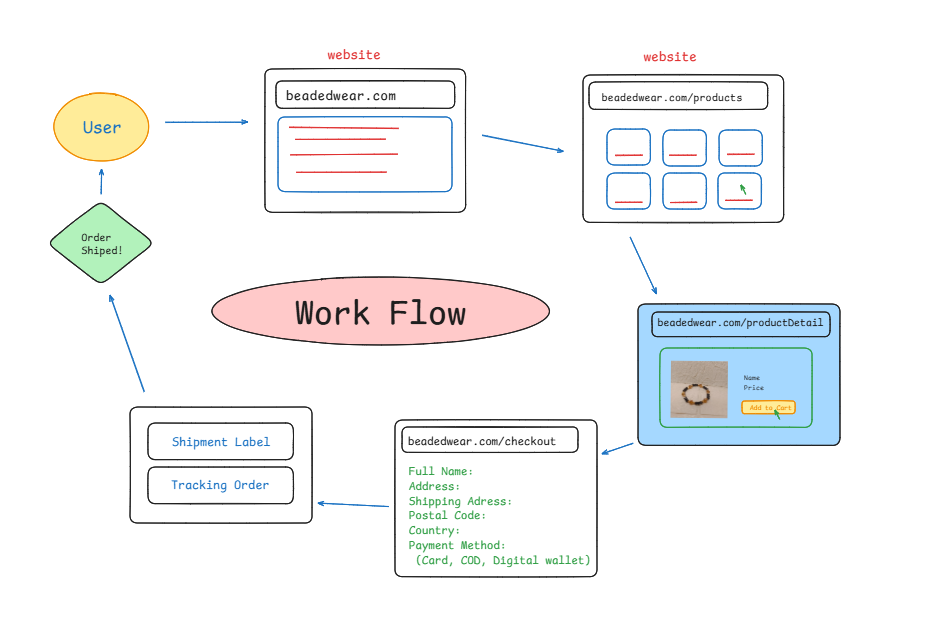 website
website
beadedwear.com
beadedwear.com/products
User
Order
Shiped!
Work Flow
beadedwear.com/productDetail
Name
Price
Add to Cart
beadedwear.com/checkout
Full Name:
Address:
Shipping Adress:
Postal Code:
Country:
Payment Method:
(Card, COD, Digital wallet)
Shipment Label
Tracking Order